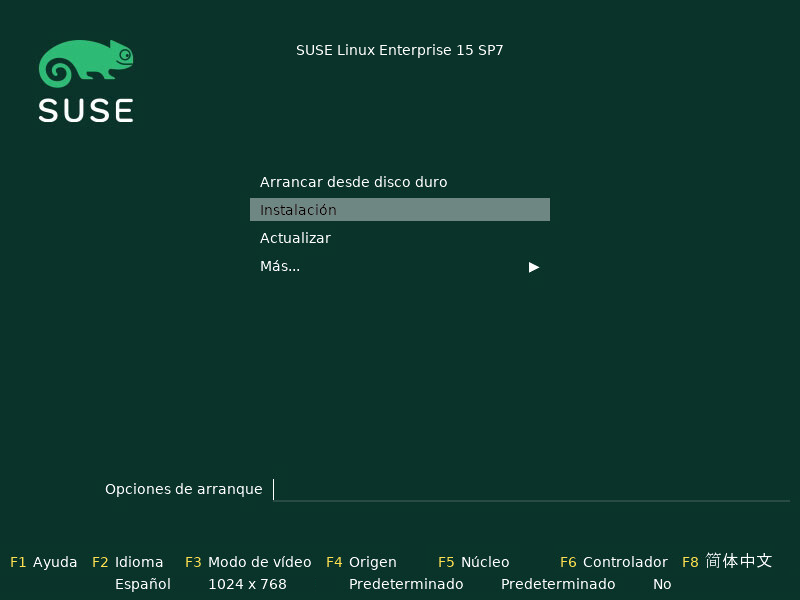 SUSE Linux Enterprise 15 SP7
SUSE
Arrancar desde disco duro
Instalación
Actualizar
Más...
Opciones de arranque
F1 Ayuda F2 Idioma F3 Modo de vídeo F4 Origen F5 Núcleo F6 Controlador F8 简体中文
Español 1024 x 768 Predeterminado Predeterminado No